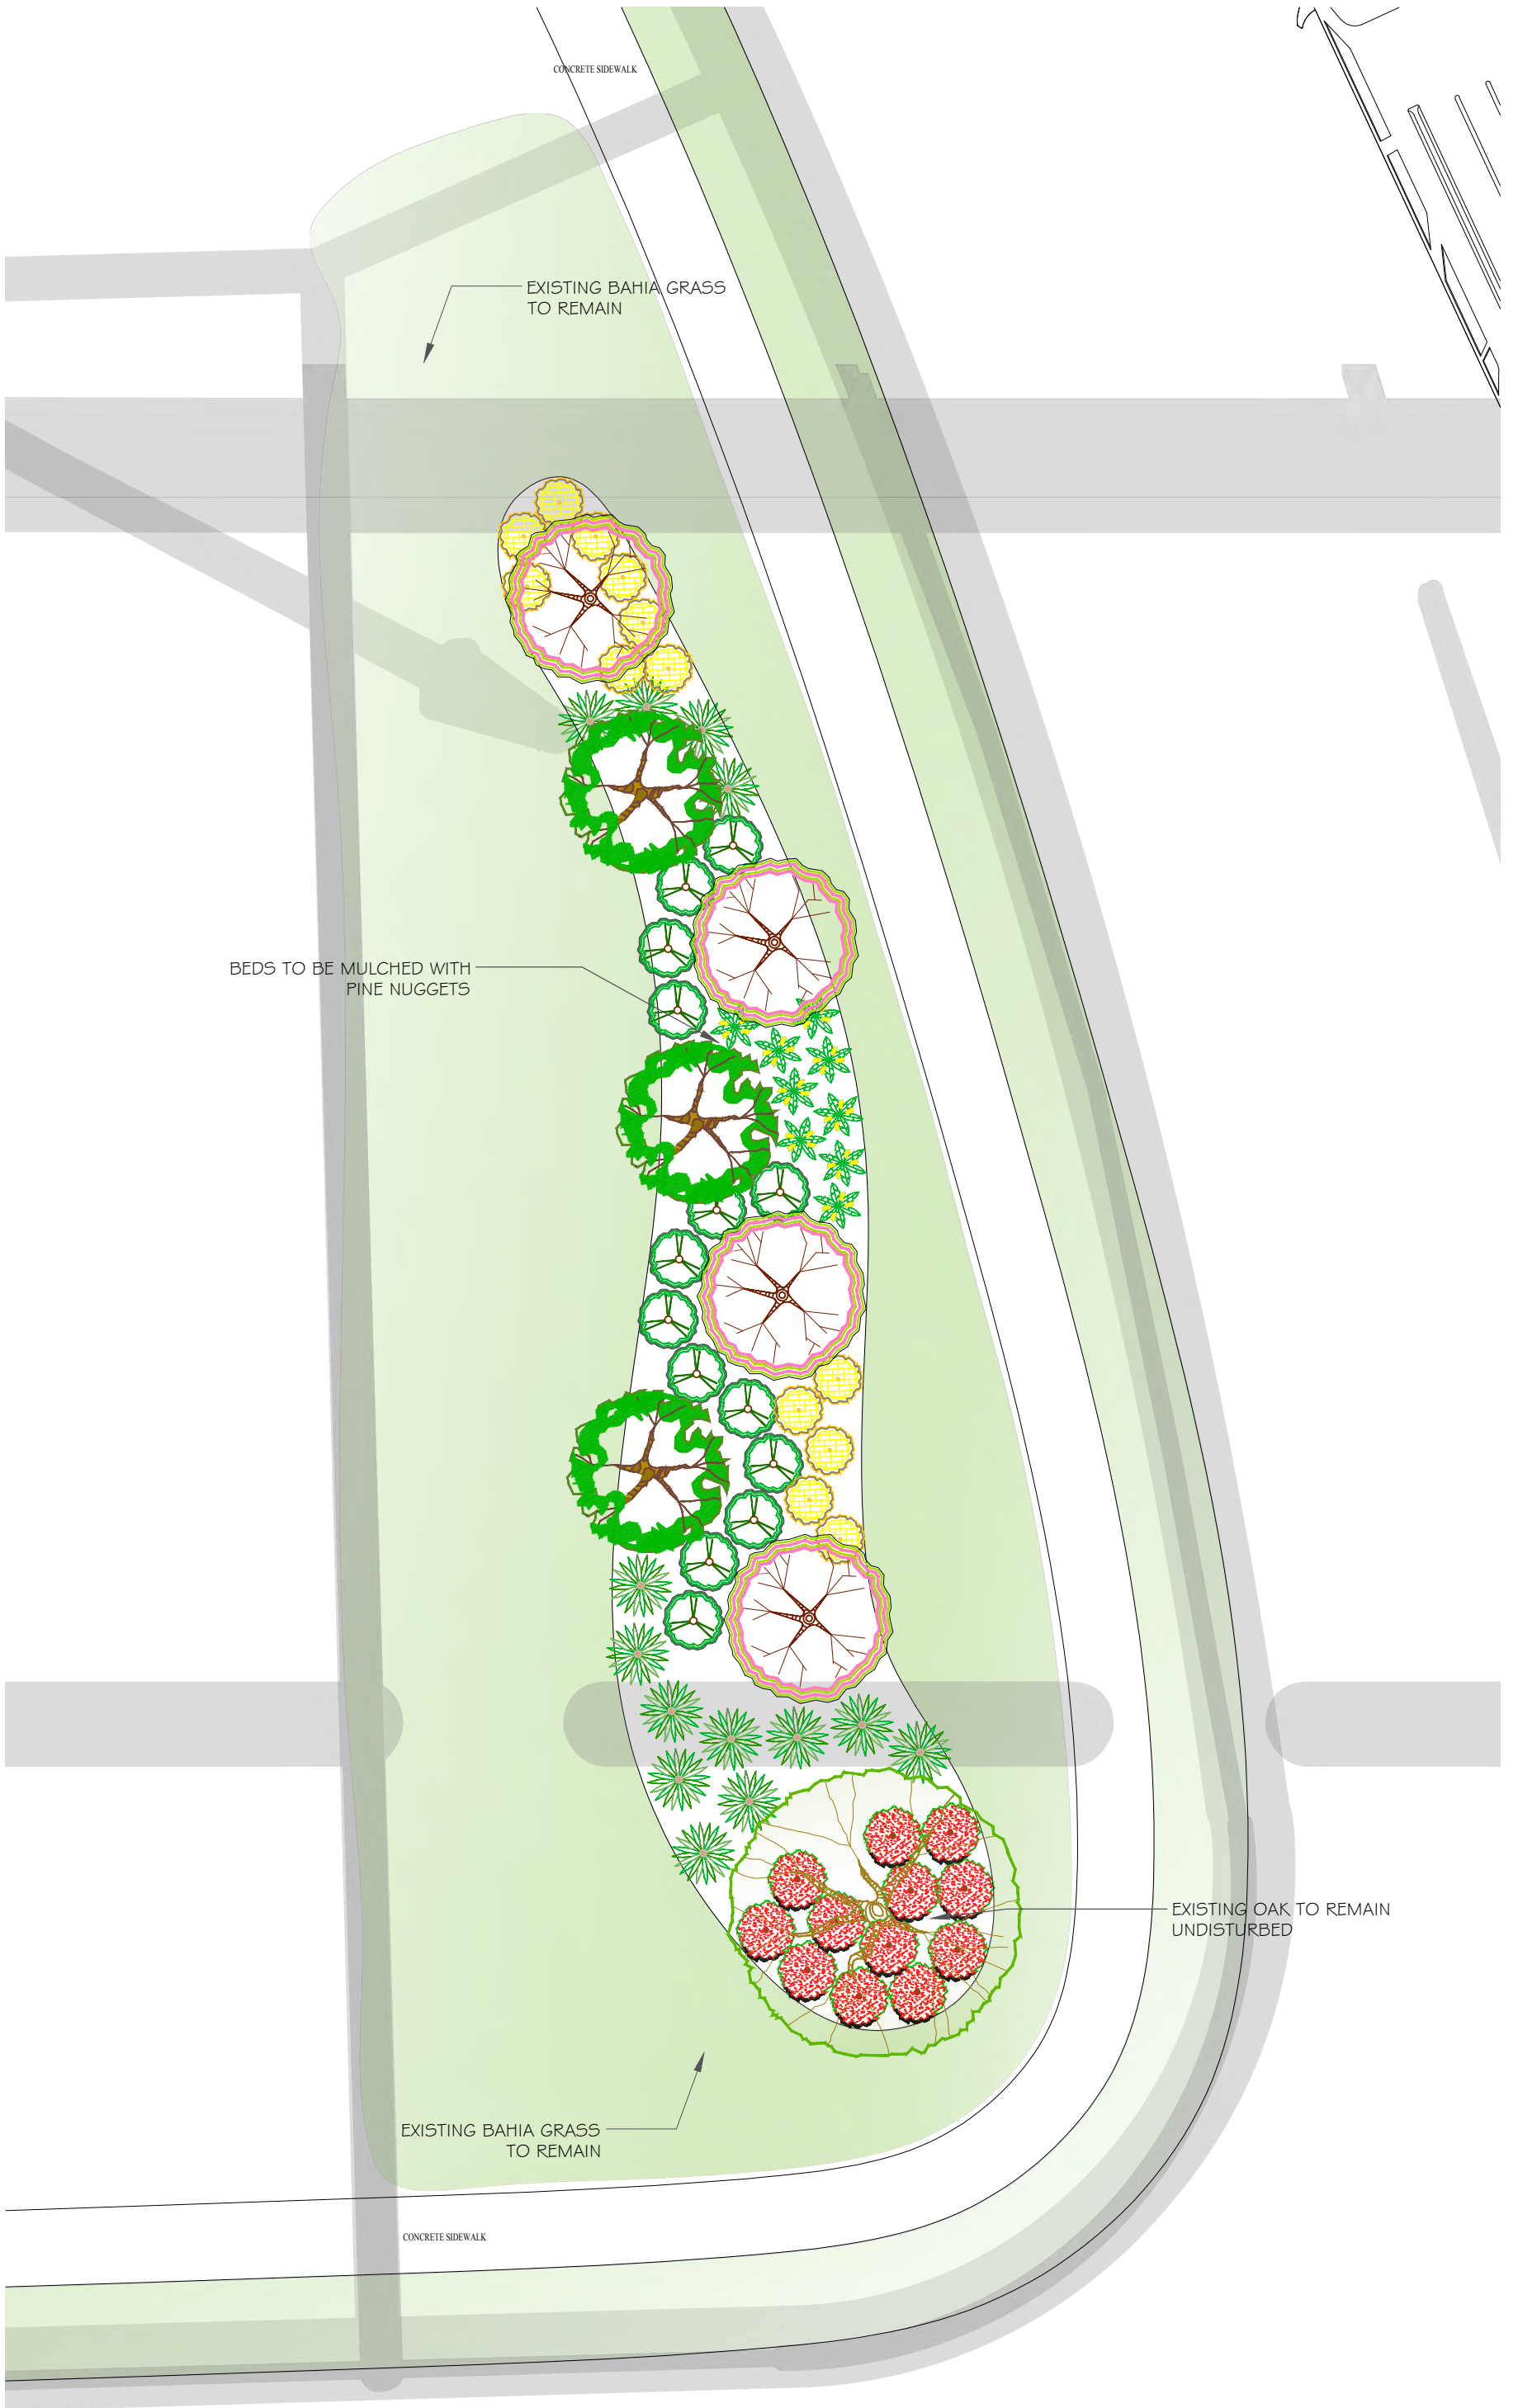 CONCRETE SIDEWALK
EXISTING BAHIA GRASS
TO REMAIN
BEDS TO BE MULCHED WITH
PINE NUGGETS
EXISTING OAK TO REMAIN
UNDISTURBED
EXISTING BAHIA GRASS
TO REMAIN
CONCRETE SIDEWALK